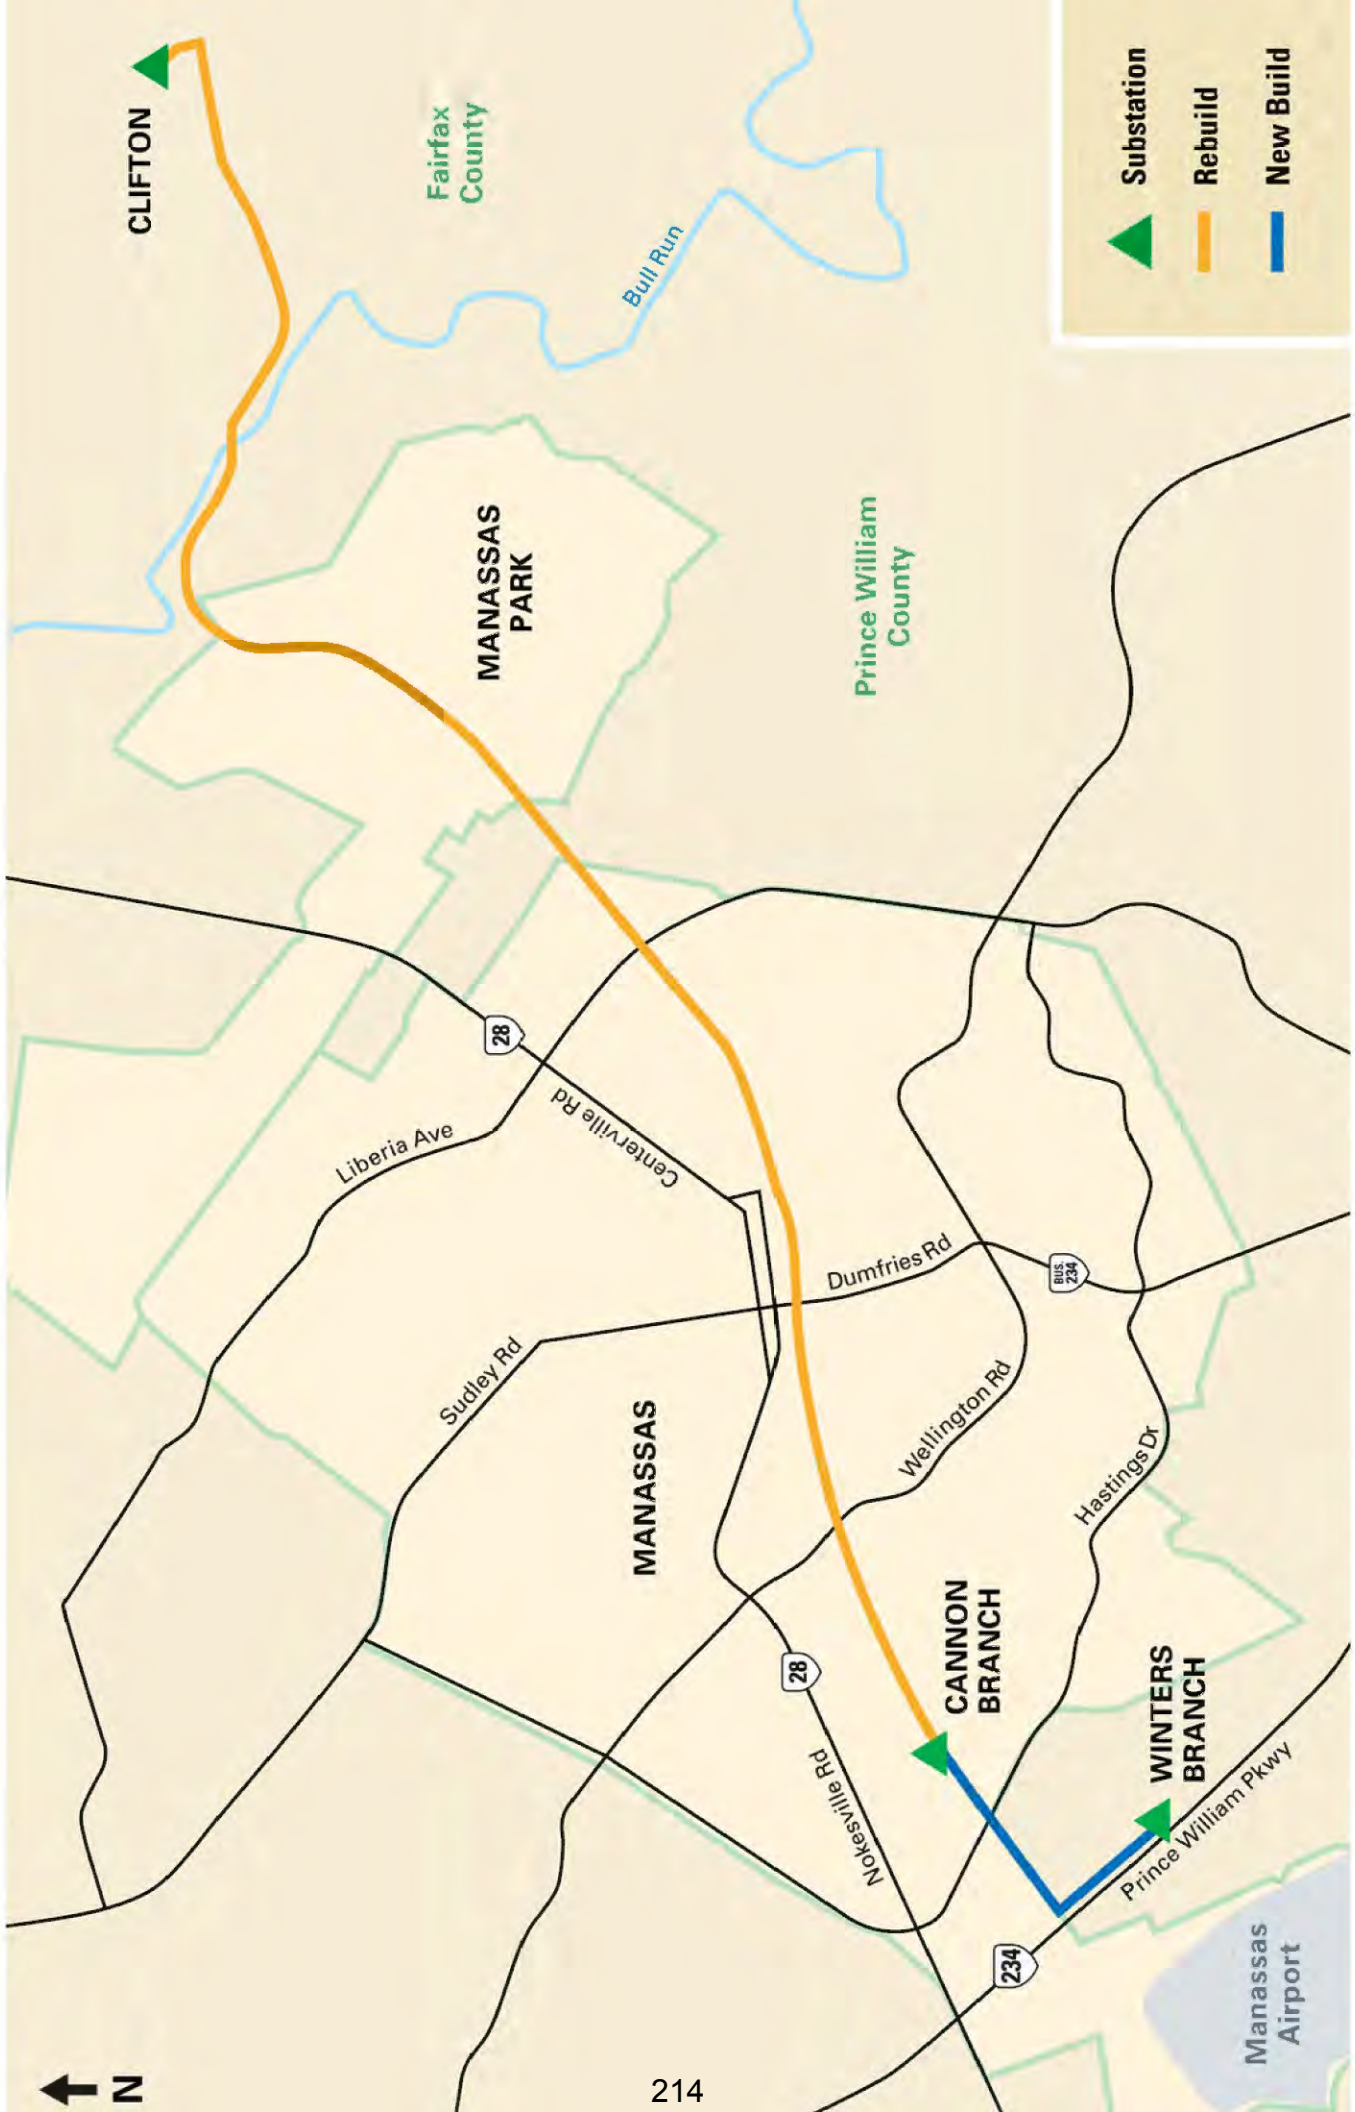 CLIFTON
Fairfax
County
Bull Run
Substation
Rebuild
New Build
MANASSAS
PARK
Prince William
County
28
Centerville Rd
Liberia Ave
Sudley Rd
Dumfries Rd
BUS.
234
Wellington Rd
Hastings Dr
MANASSAS
28
Nokesville Rd
CANNON
BRANCH
WINTERS
BRANCH
Prince William Pkwy
234
Manassas
Airport
N
214